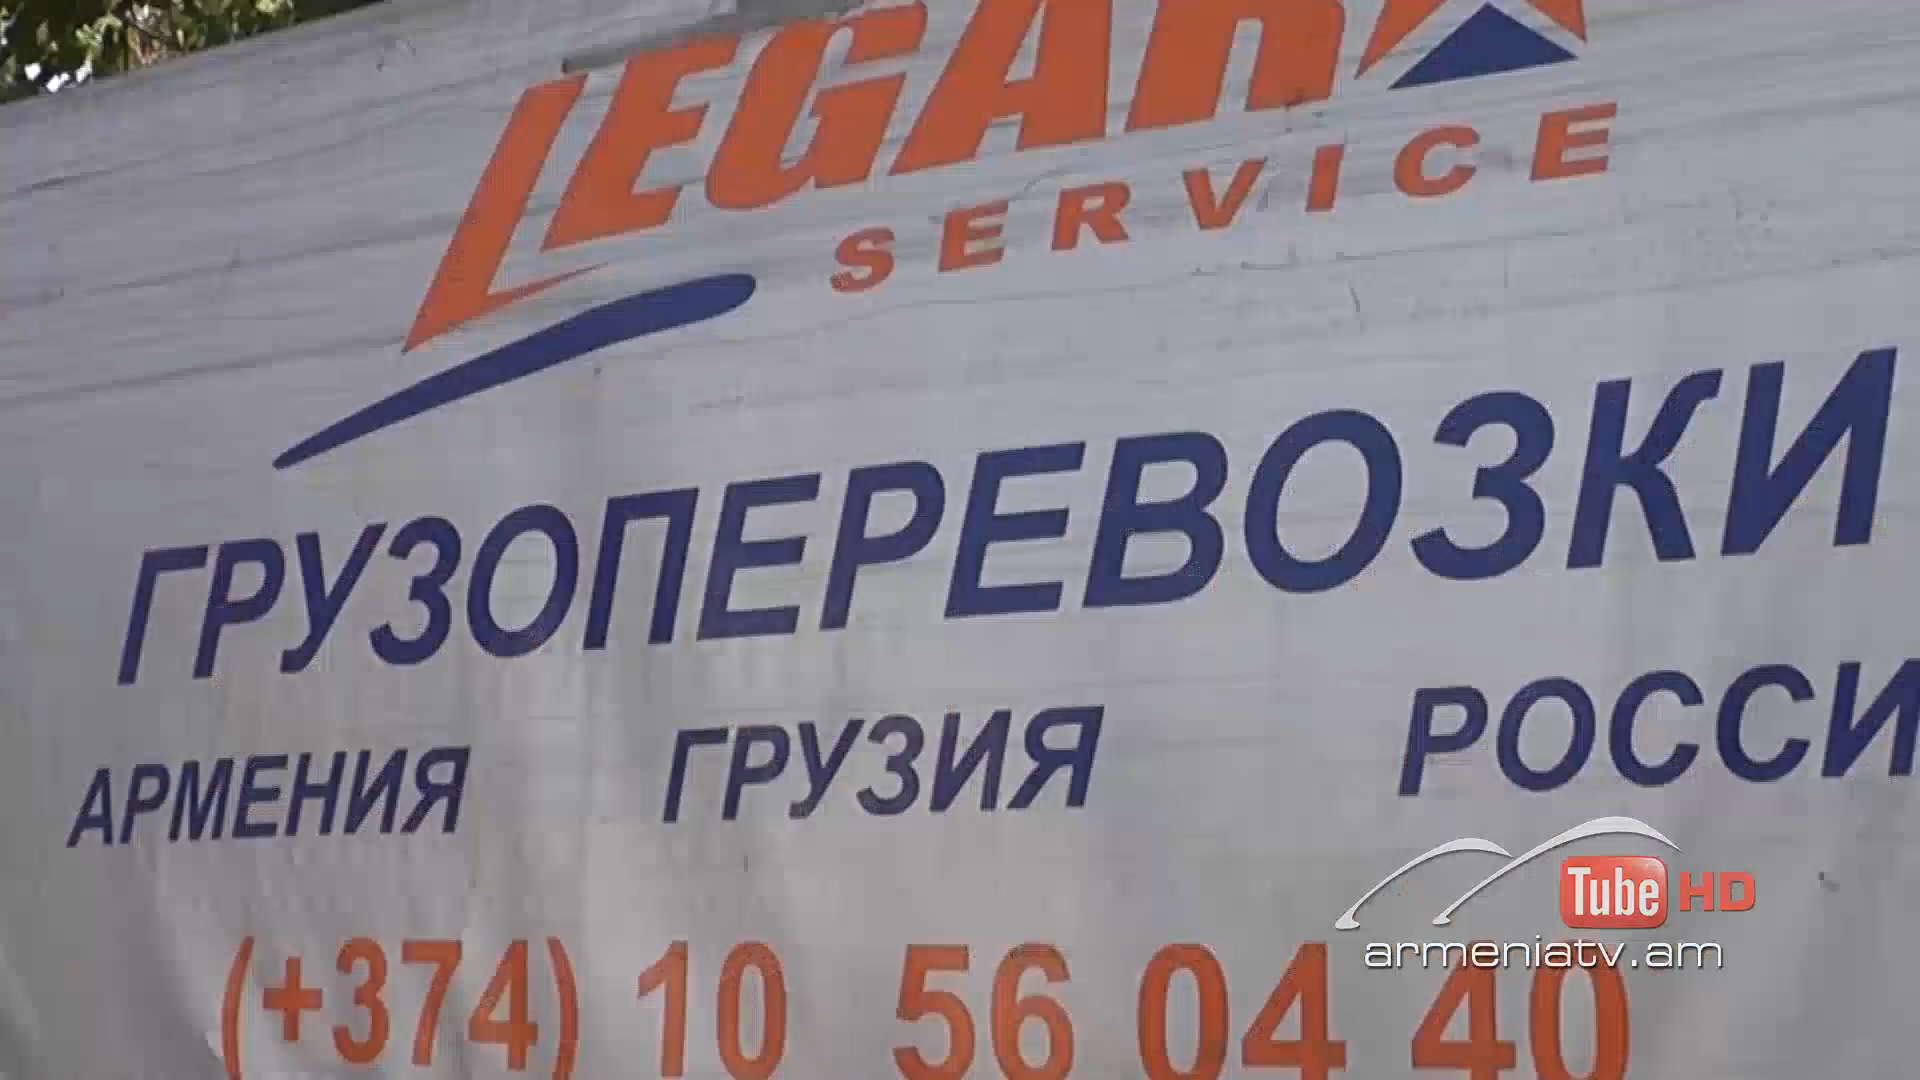 SERVICE
ГРУЗОПЕРЕВОЗКИ
АРМЕНИЯ ГРУЗИЯ РОССИ
(+374) 10 56 04 40
Tube HD
armeniatv.am